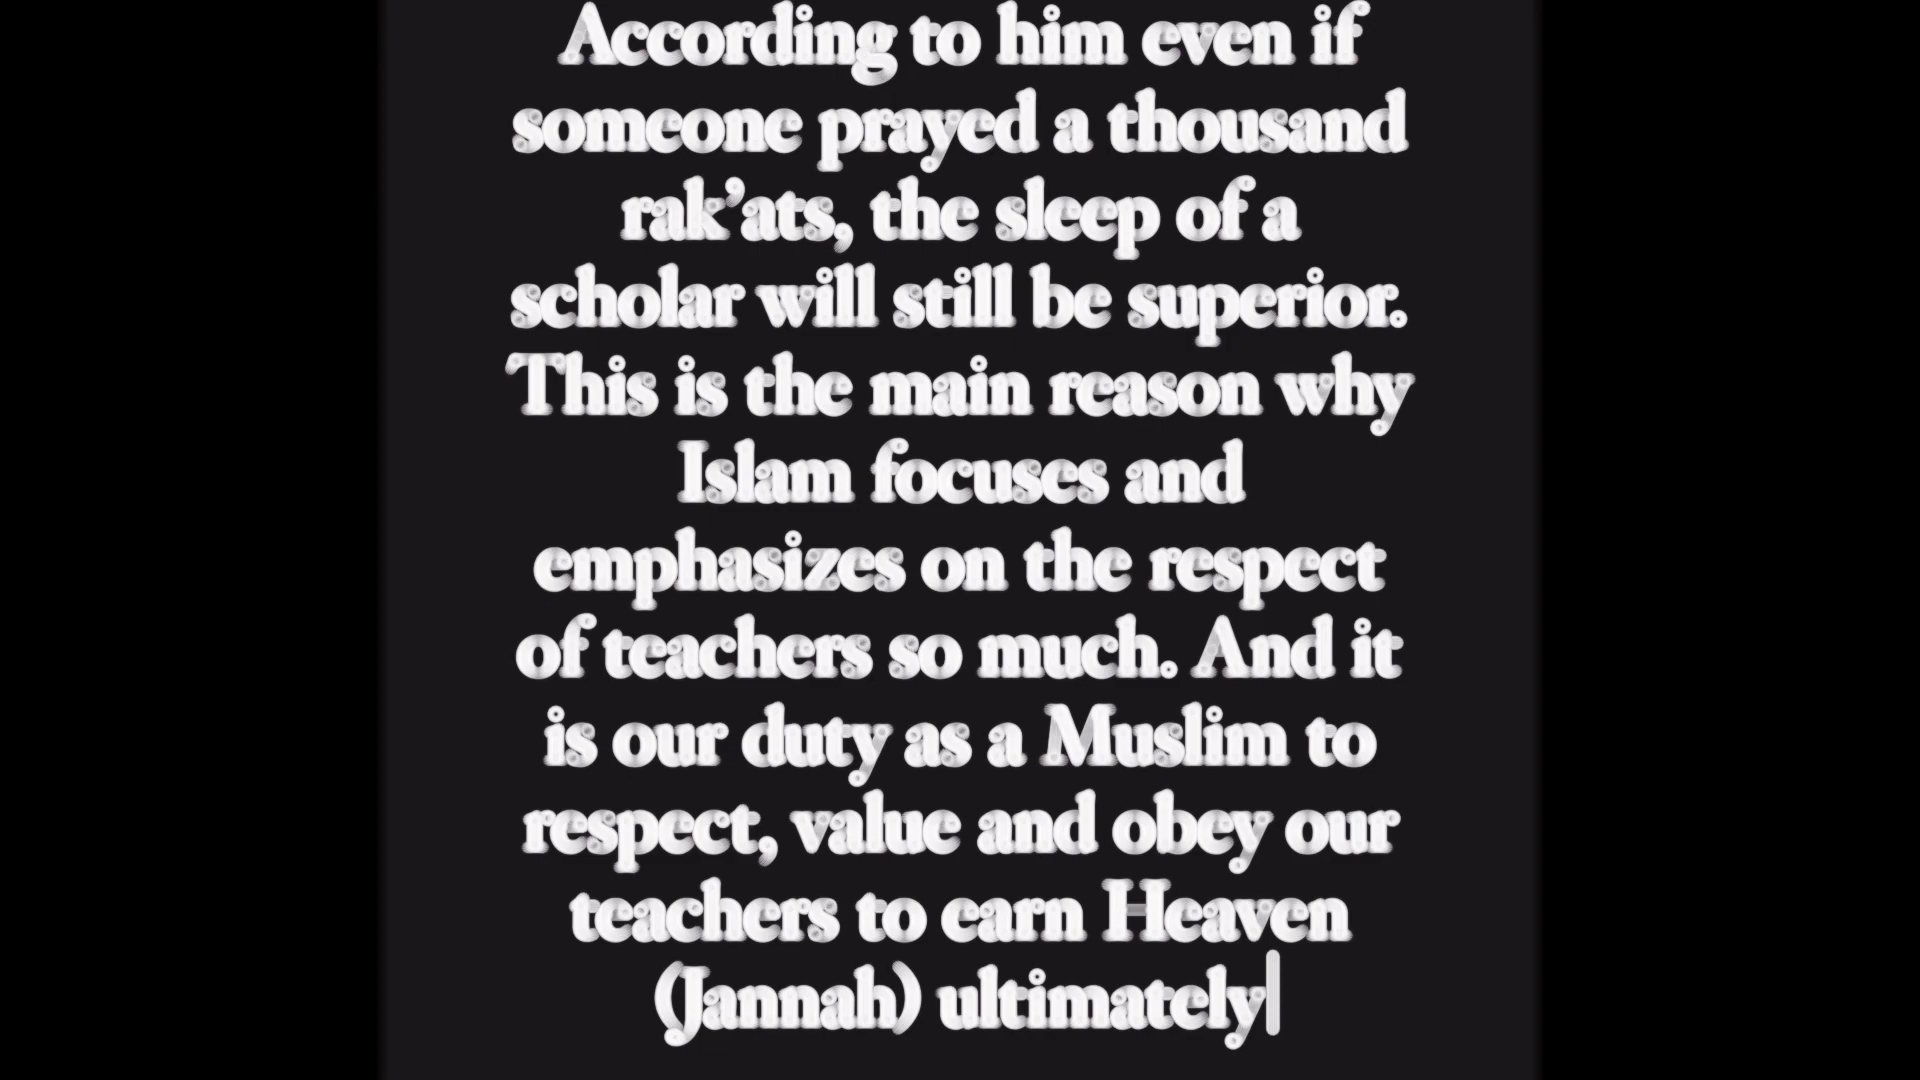 According to him even if
someone prayed a thousand
rak’ats, the sleep of a
scholar will still be superior.
This is the main reason why
Islam focuses and
emphasizes on the respect
of teachers so much. And it
is our duty as a Muslim to
respect, value and obey our
teachers to earn Heaven
(Jannah) ultimately